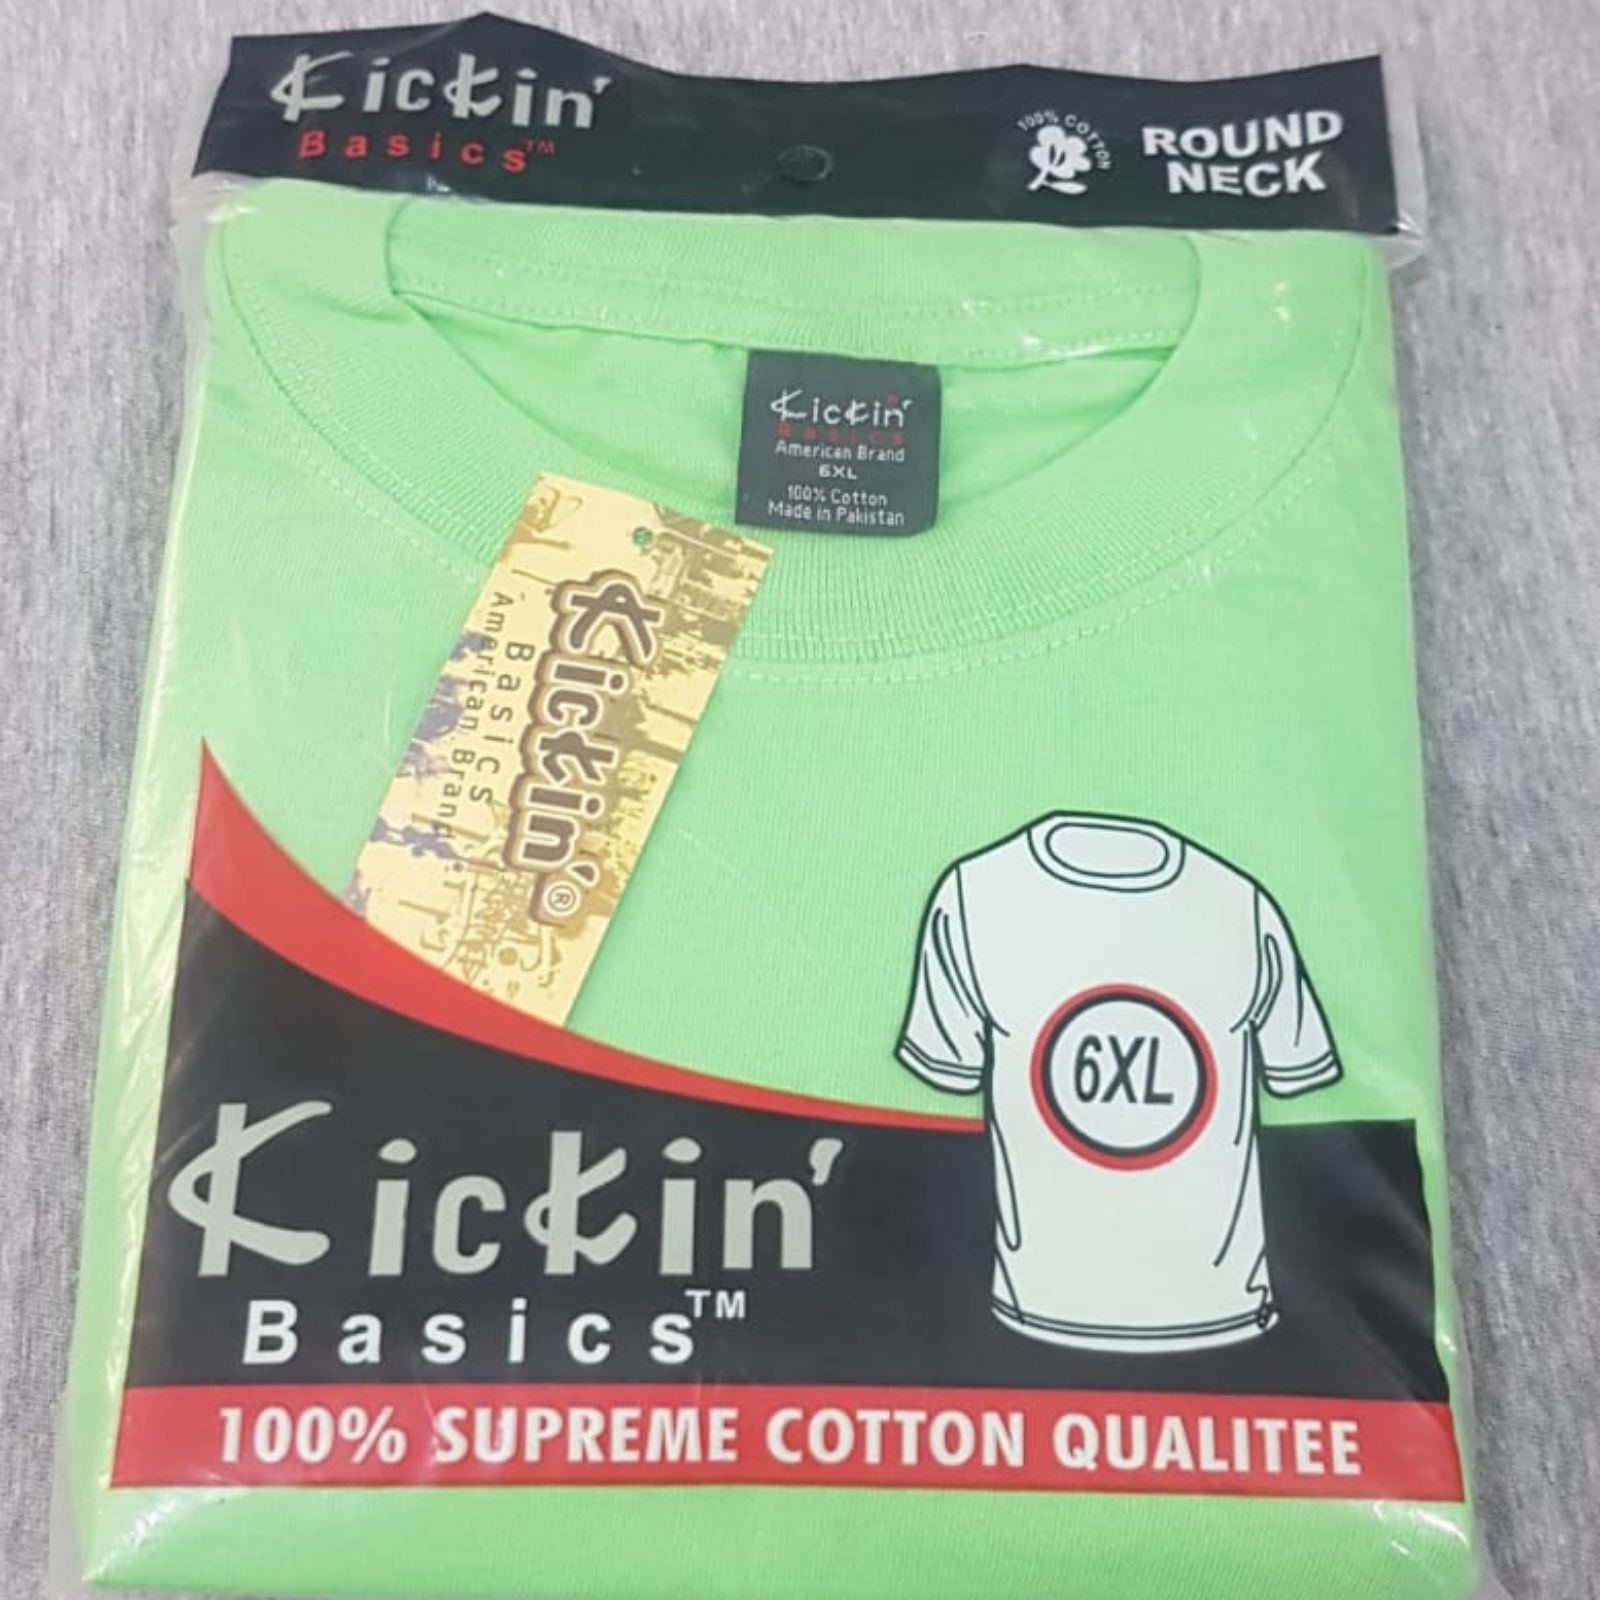 Kickin'
Basics™
100% COTTON
ROUND
NECK
Kickin'
Basics
American Brand
6XL
100% Cotton
Made in Pakistan
Kickin'®
Basics
American Brand
6XL
Kickin'
Basics™
100% SUPREME COTTON QUALITEE